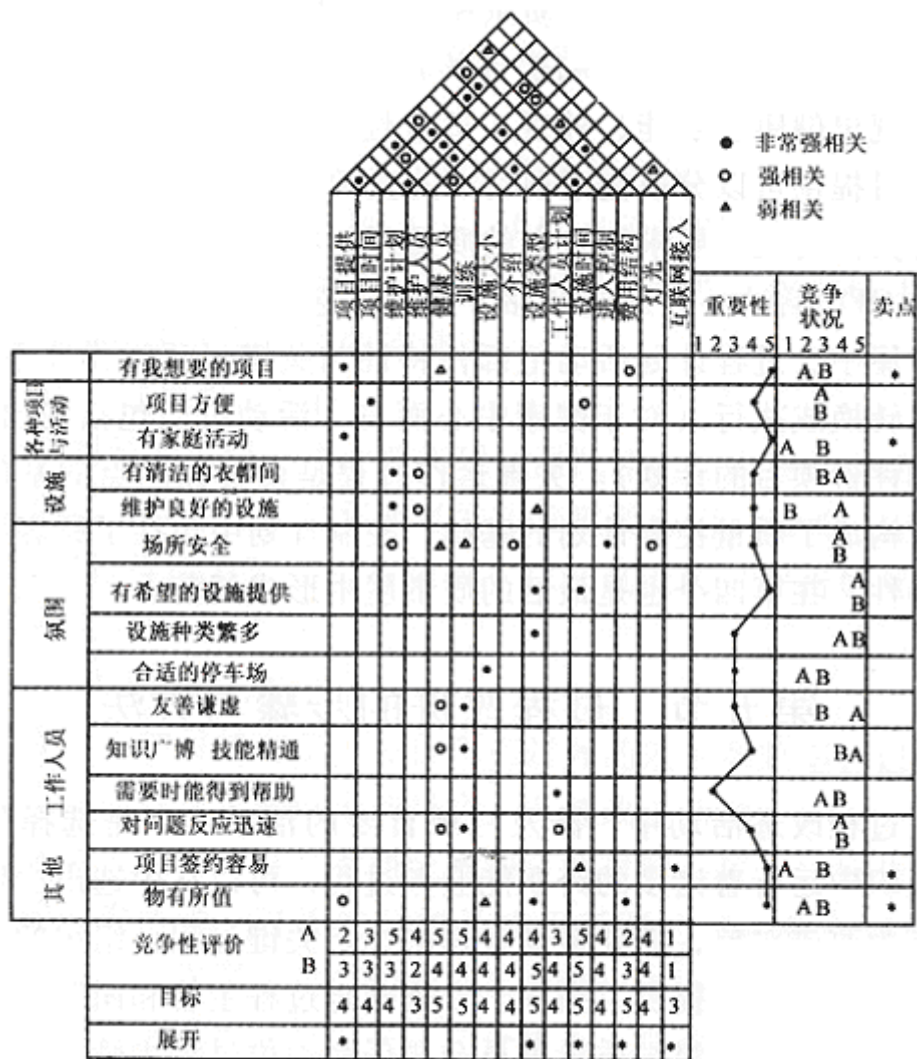 ● 非常强相关
○ 强相关
▲ 弱相关
项目提供
项目时间
维护计划
维护人员
健康人员
训练
设施大小
介绍
设施类型
工作人员计划
设施时间
进入控制
费用结构
灯光
互联网接入
重要性 竞争状况 卖点
1 2 3 4 5 1 2 3 4 5
各种项目与活动
有我想要的项目 A B
项目方便 A B
有家庭活动 A B
设施
有清洁的衣帽间 B A
维护良好的设施 B A
氛围
场所安全 A B
有希望的设施提供 A B
设施种类繁多 A B
合适的停车场 A B
工作人员
友善谦虚 B A
知识广博 技能精通 B A
需要时能得到帮助 A B
对问题反应迅速 A B
其他
项目签约容易 A B
物有所值 A B
竞争性评价 A 2 3 5 4 5 5 4 4 4 3 5 4 2 4 1
B 3 3 3 2 4 4 4 4 5 4 5 4 3 4 1
目标 4 4 4 3 5 5 4 4 5 4 5 4 5 4 3
展开